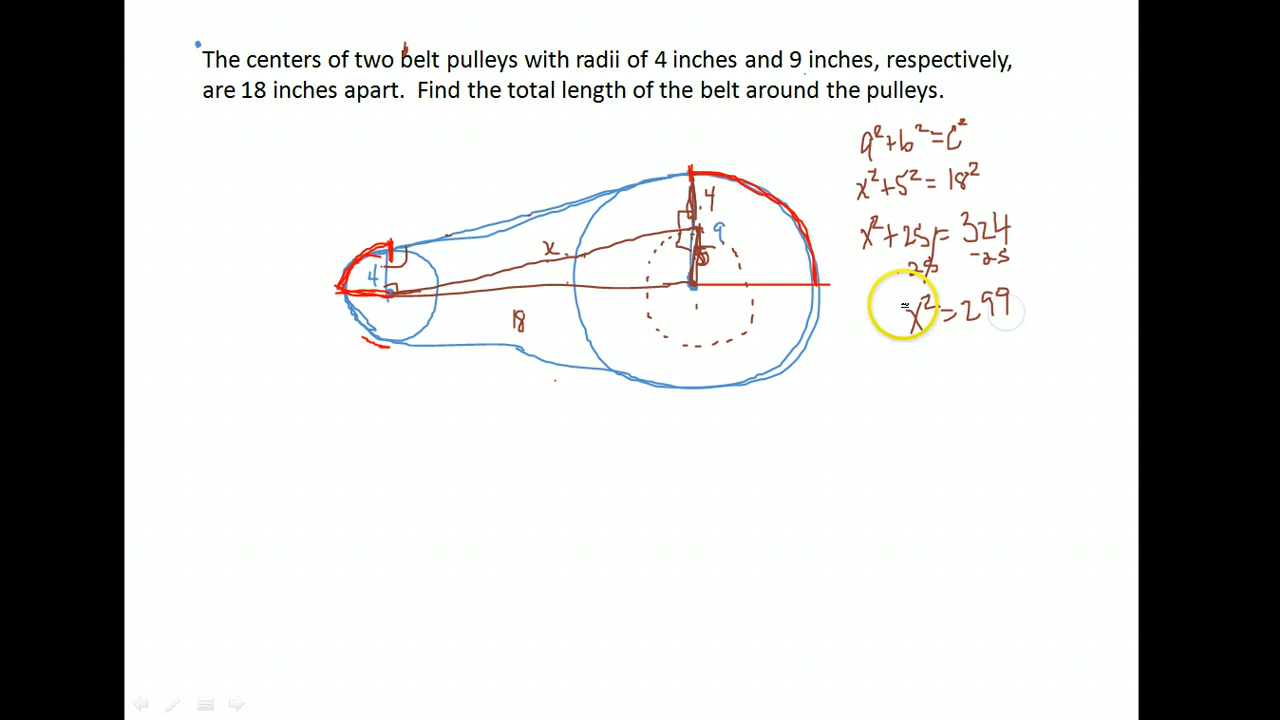 The centers of two belt pulleys with radii of 4 inches and 9 inches, respectively,
are 18 inches apart.  Find the total length of the belt around the pulleys.
a²+b²=c²
x²+5²=18²
x²+25=324
-25 -25
x²=299
4
9
4
x
5
18